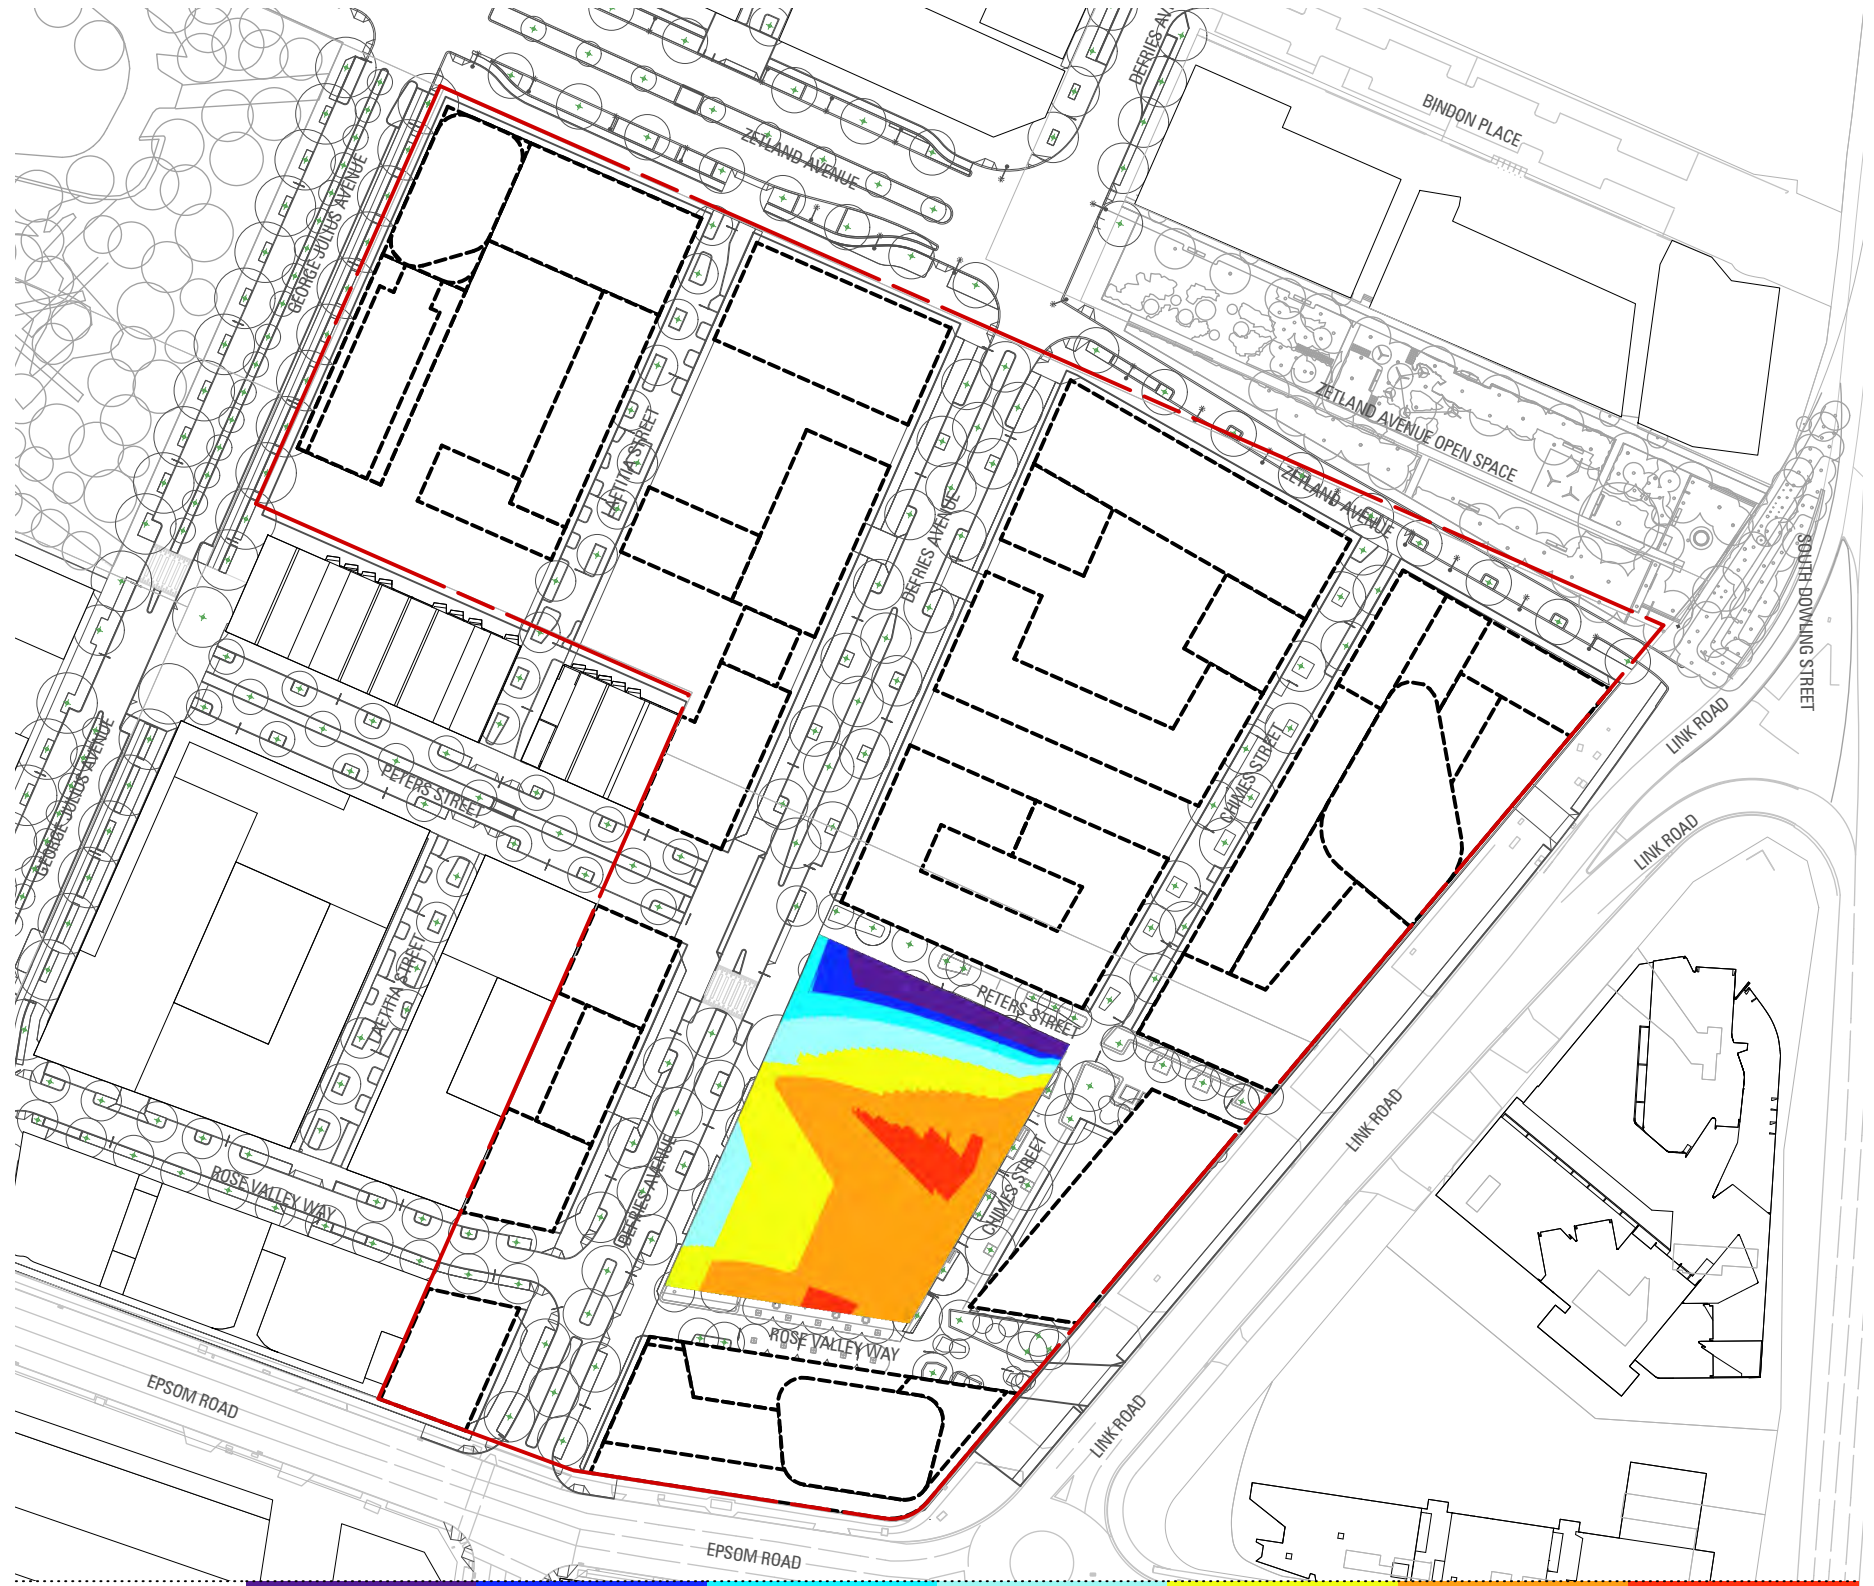 DEFRIES AV
BINDON PLACE
ZETLAND AVENUE
GEORGE JULIUS AVENUE
ZETLAND AVENUE OPEN SPACE
LAETITIA STREET
ZETLAND AVENUE
DEFRIES AVENUE
SOUTH DOWLING STREET
LINK ROAD
CHIMES STREET
PETERS STREET
GEORGE JULIUS AVENUE
LINK ROAD
LAETITIA STREET
PETERS STREET
LINK ROAD
CHIMES STREET
DEFRIES AVENUE
ROSE VALLEY WAY
ROSE VALLEY WAY
EPSOM ROAD
LINK ROAD
EPSOM ROAD